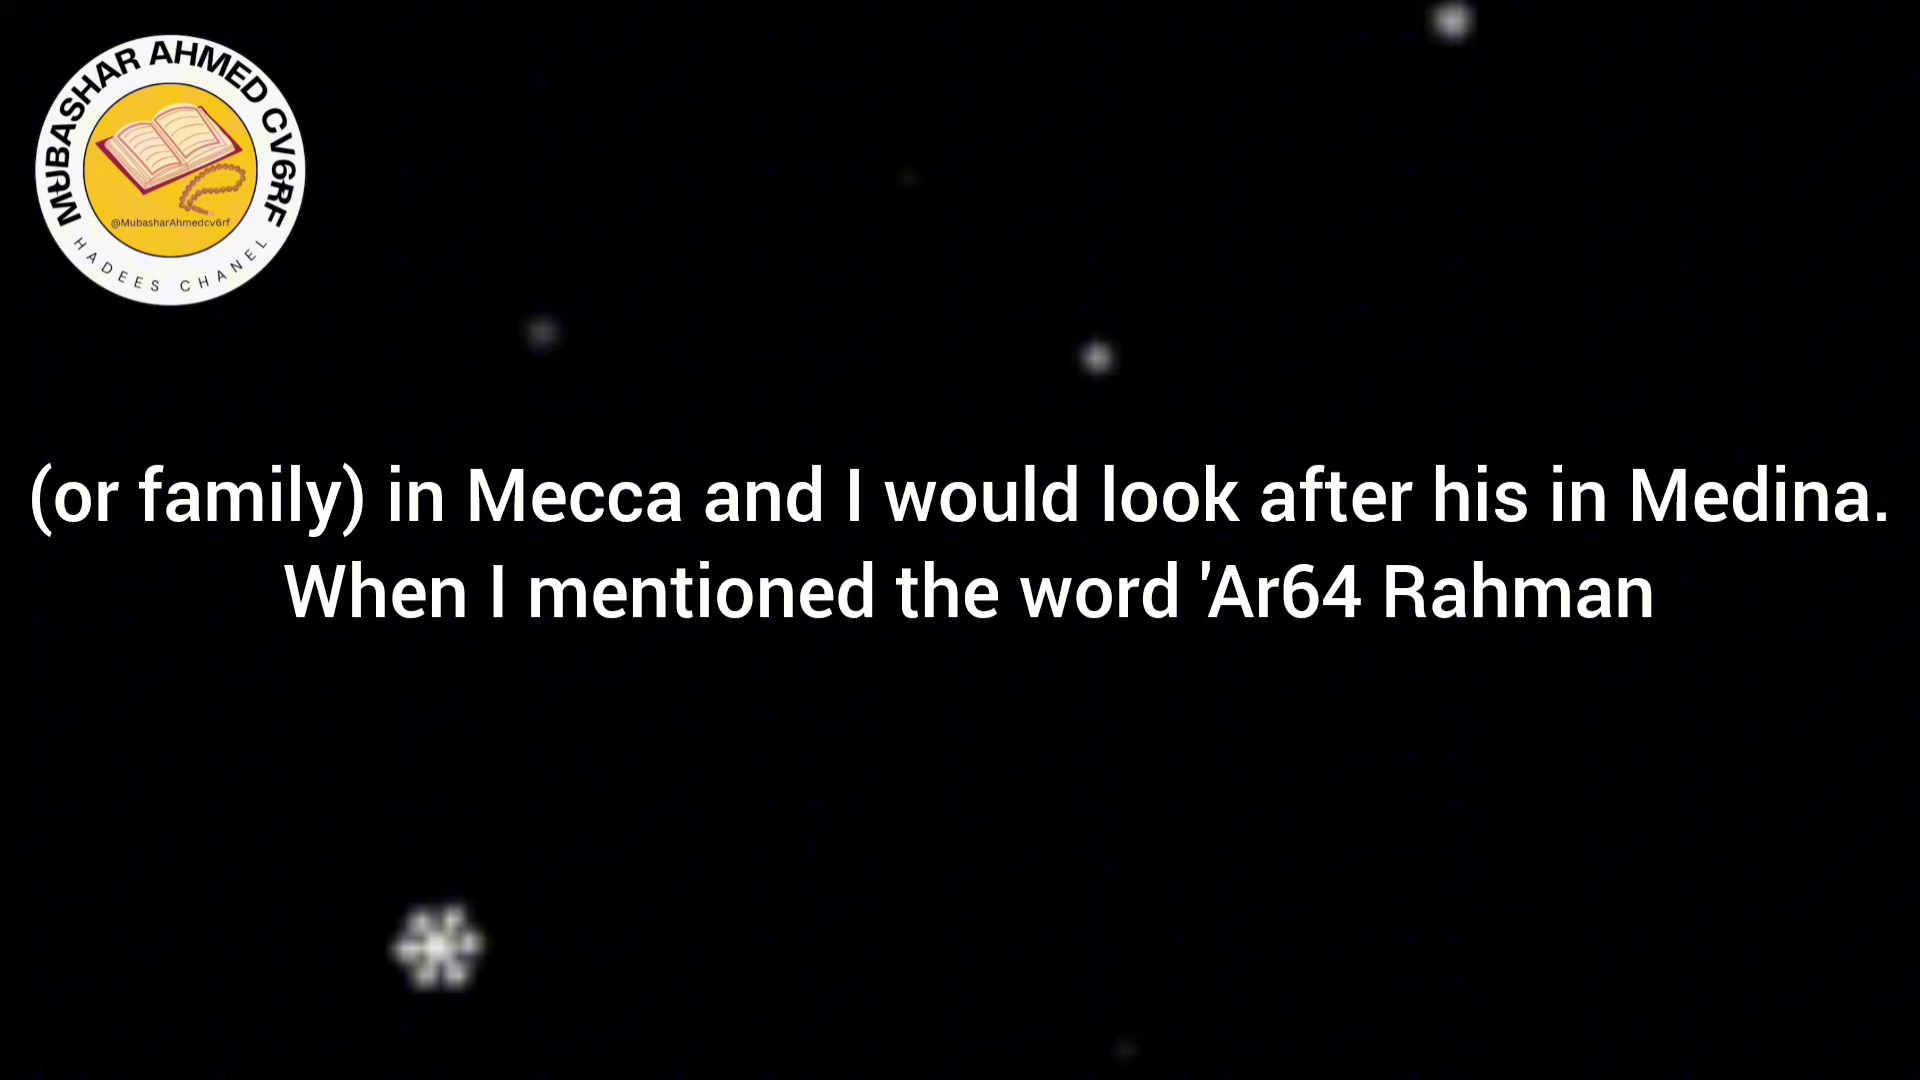 MUBASHAR AHMED CV6RF
@MubasharAhmedcv6rf
HADEES CHANEL
(or family) in Mecca and I would look after his in Medina.
When I mentioned the word 'Ar64 Rahman